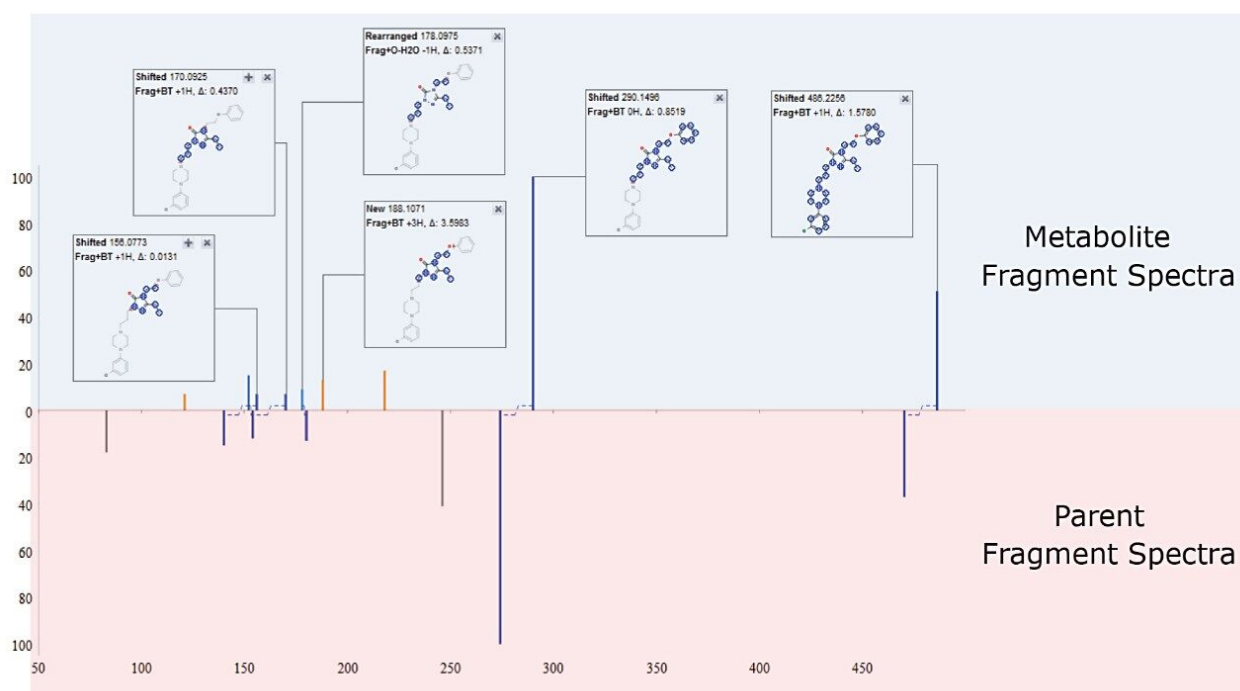 Rearranged 178.0975
Frag+O-H2O -1H, Δ: 0.5371
Shifted 170.0925
Frag+BT +1H, Δ: 0.4370
Shifted 290.1496
Frag+BT 0H, Δ: 0.8519
Shifted 486.2256
Frag+BT +1H, Δ: 1.5780
New 188.1071
Frag+BT +3H, Δ: 3.5983
Shifted 156.0773
Frag+BT +1H, Δ: 0.0131
Metabolite
Fragment Spectra
100
80
60
40
20
0
20
40
60
80
100
Parent
Fragment Spectra
50 100 150 200 250 300 350 400 450